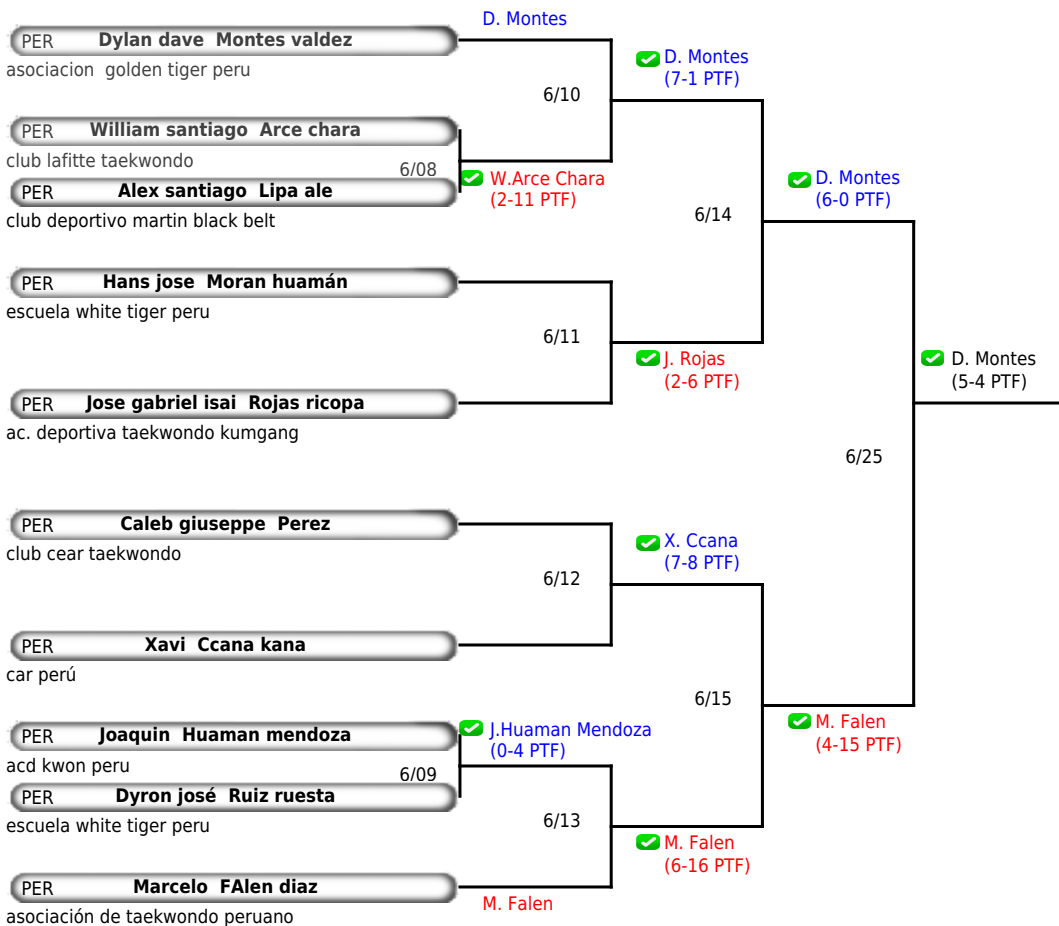 D. Montes
PER Dylan dave Montes valdez
asociacion golden tiger peru
D. Montes
(7-1 PTF)
6/10
PER William santiago Arce chara
club lafitte taekwondo
6/08
W.Arce Chara
(2-11 PTF)
PER Alex santiago Lipa ale
club deportivo martin black belt
D. Montes
(6-0 PTF)
6/14
PER Hans jose Moran huamán
escuela white tiger peru
6/11
J. Rojas
(2-6 PTF)
D. Montes
(5-4 PTF)
PER Jose gabriel isai Rojas ricopa
ac. deportiva taekwondo kumgang
6/25
PER Caleb giuseppe Perez
club cear taekwondo
X. Ccana
(7-8 PTF)
6/12
PER Xavi Ccana kana
car perú
6/15
M. Falen
(4-15 PTF)
PER Joaquin Huaman mendoza
acd kwon peru
J.Huaman Mendoza
(0-4 PTF)
6/09
PER Dyron josé Ruiz ruesta
escuela white tiger peru
6/13
M. Falen
(6-16 PTF)
PER Marcelo FAlen diaz
M. Falen
asociación de taekwondo peruano